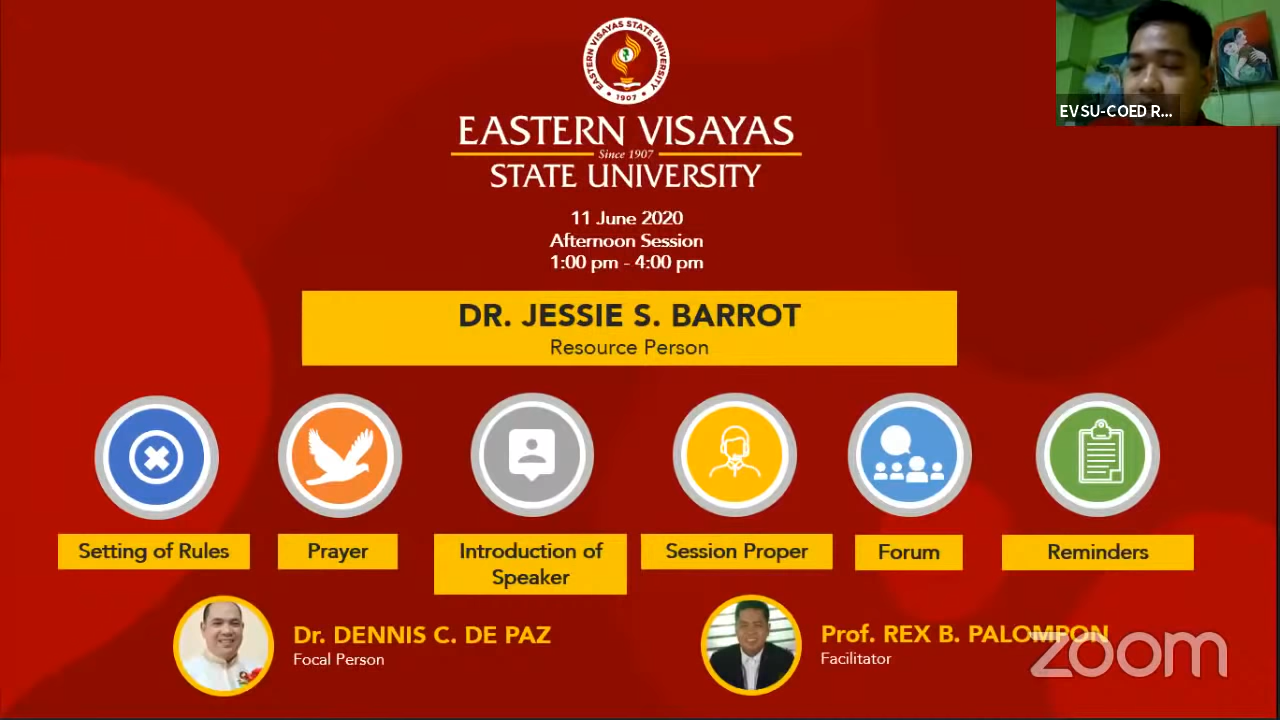 EASTERN VISAYAS STATE UNIVERSITY
• 1907 •
EASTERN VISAYAS
Since 1907
STATE UNIVERSITY
EVSU-COED R...
11 June 2020
Afternoon Session
1:00 pm - 4:00 pm
DR. JESSIE S. BARROT
Resource Person
Setting of Rules
Prayer
Introduction of
Speaker
Session Proper
Forum
Reminders
Dr. DENNIS C. DE PAZ
Focal Person
Prof. REX B. PALOMPON
Facilitator
zoom